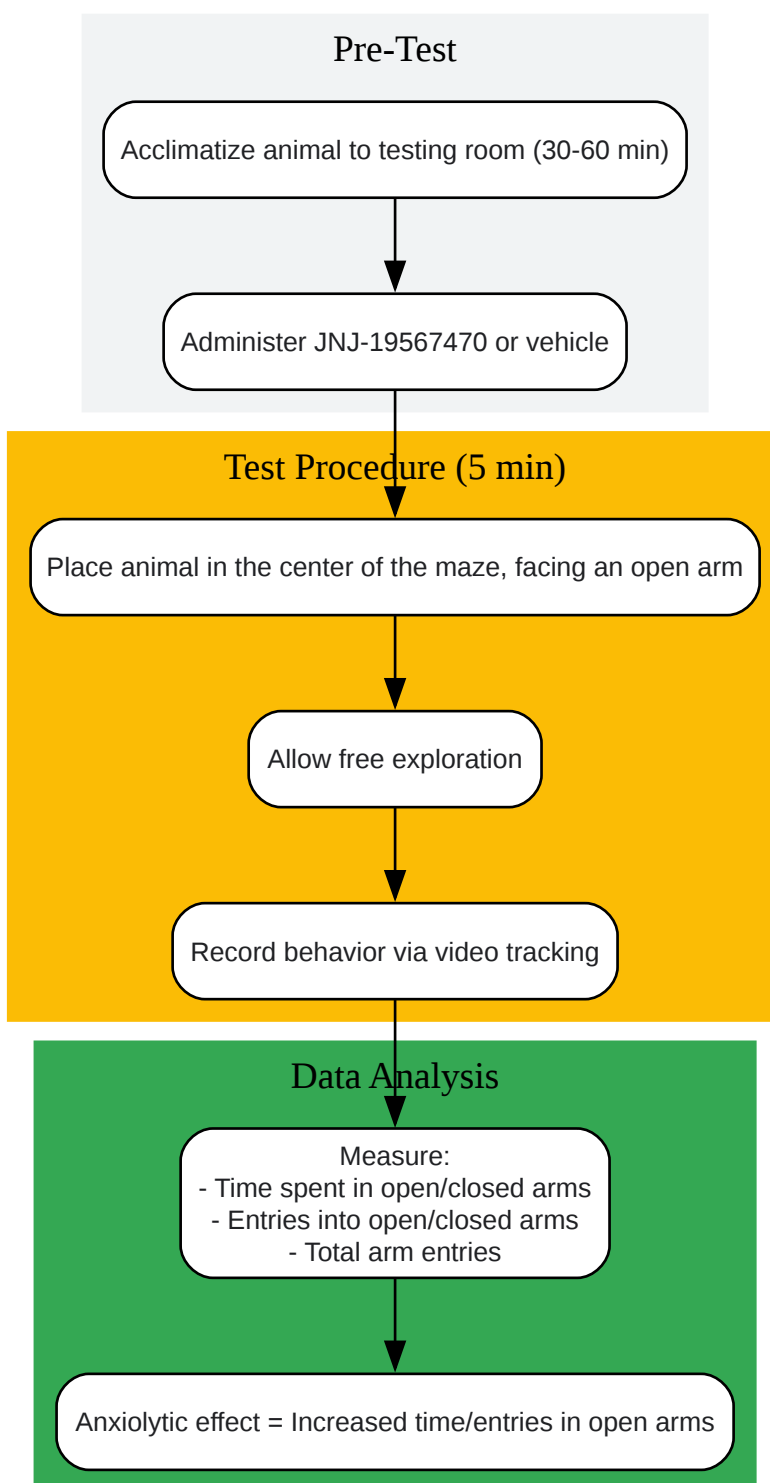 Pre-Test
Acclimatize animal to testing room (30-60 min)
Administer JNJ-19567470 or vehicle
Test Procedure (5 min)
Place animal in the center of the maze, facing an open arm
Allow free exploration
Record behavior via video tracking
Data Analysis
Measure:
- Time spent in open/closed arms
- Entries into open/closed arms
- Total arm entries
Anxiolytic effect = Increased time/entries in open arms